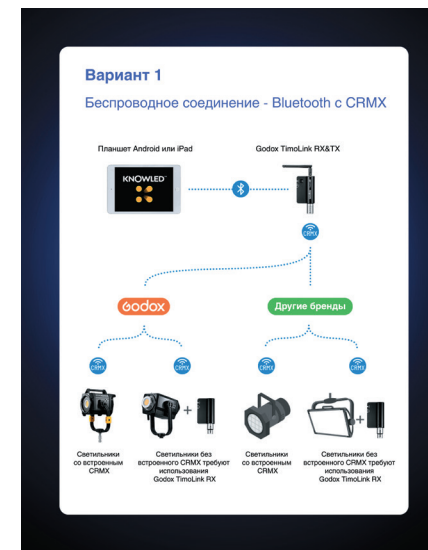 Вариант 1
Беспроводное соединение - Bluetooth с CRMX
Планшет Android или iPad
Godox TimoLink RX&TX
KNOWLED
CRMX
Godox
Другие бренды
CRMX
CRMX
CRMX
CRMX
Светильники
со встроенным
CRMX
Светильники без
встроенного CRMX требуют
использования
Godox TimoLink RX
Светильники
со встроенным
CRMX
Светильники без
встроенного CRMX требуют
использования
Godox TimoLink RX